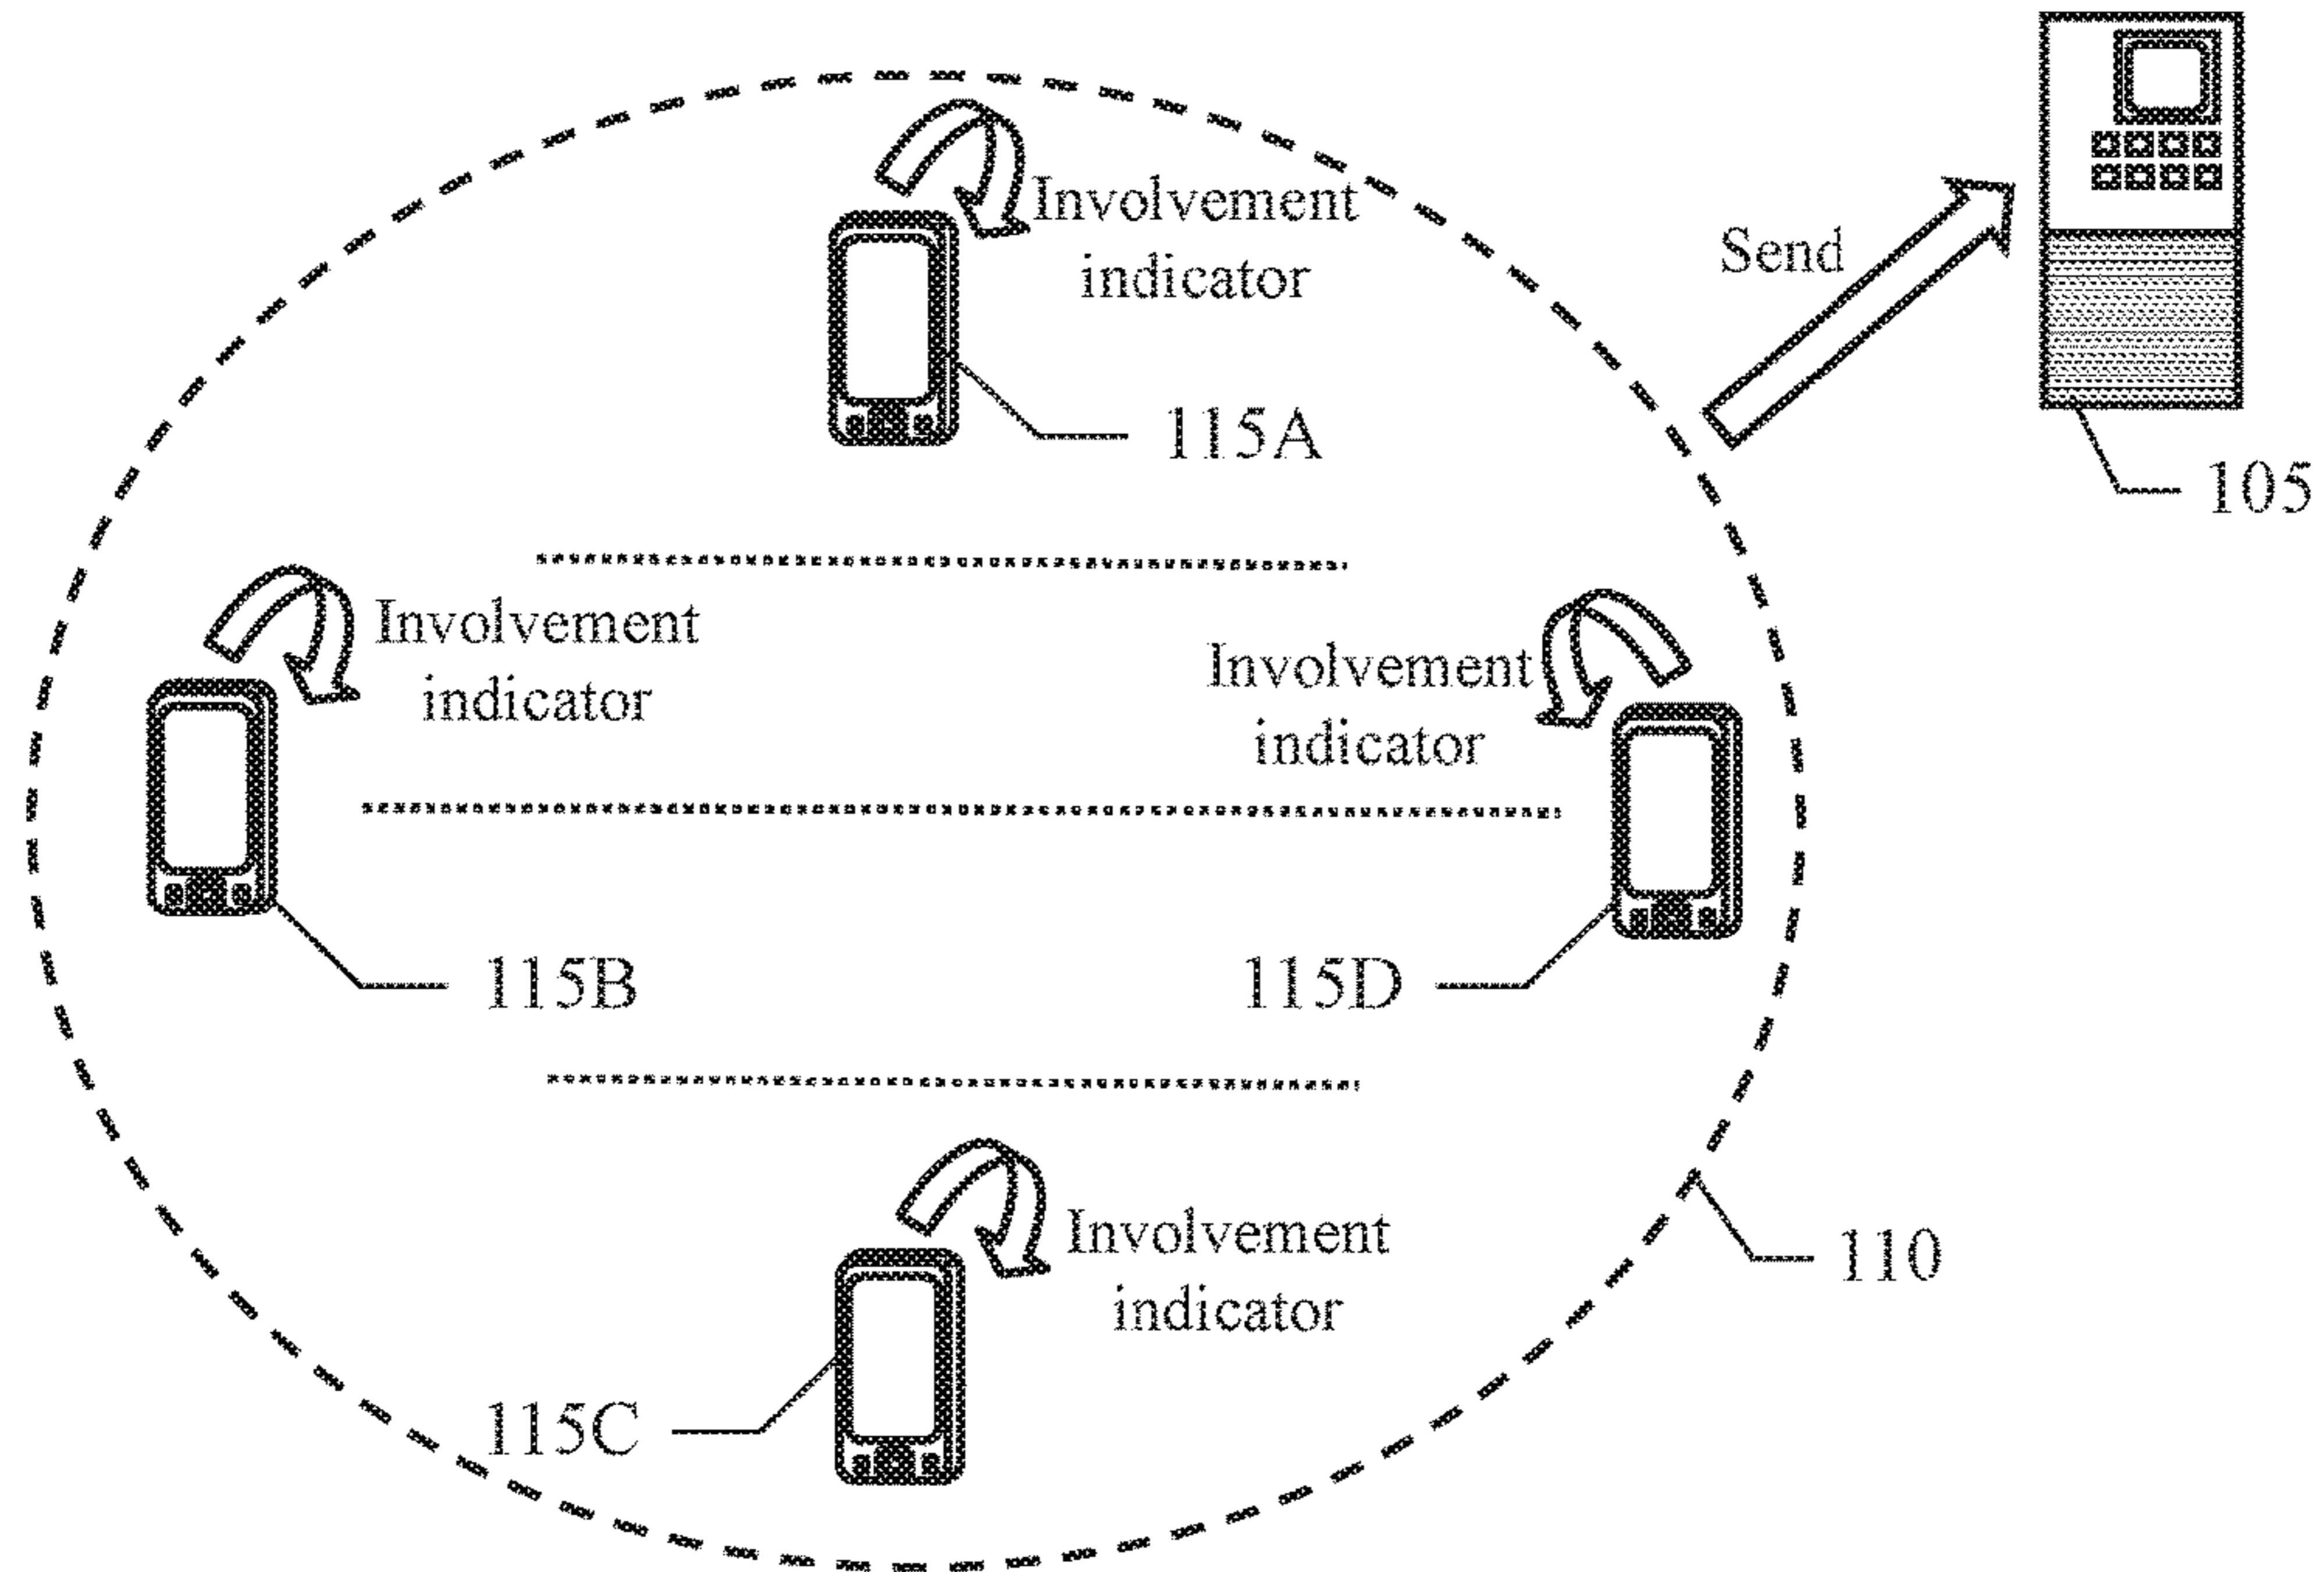 Involvement
indicator
Send
115A
105
Involvement
indicator
Involvement
indicator
115B
115D
Involvement
indicator
110
115C